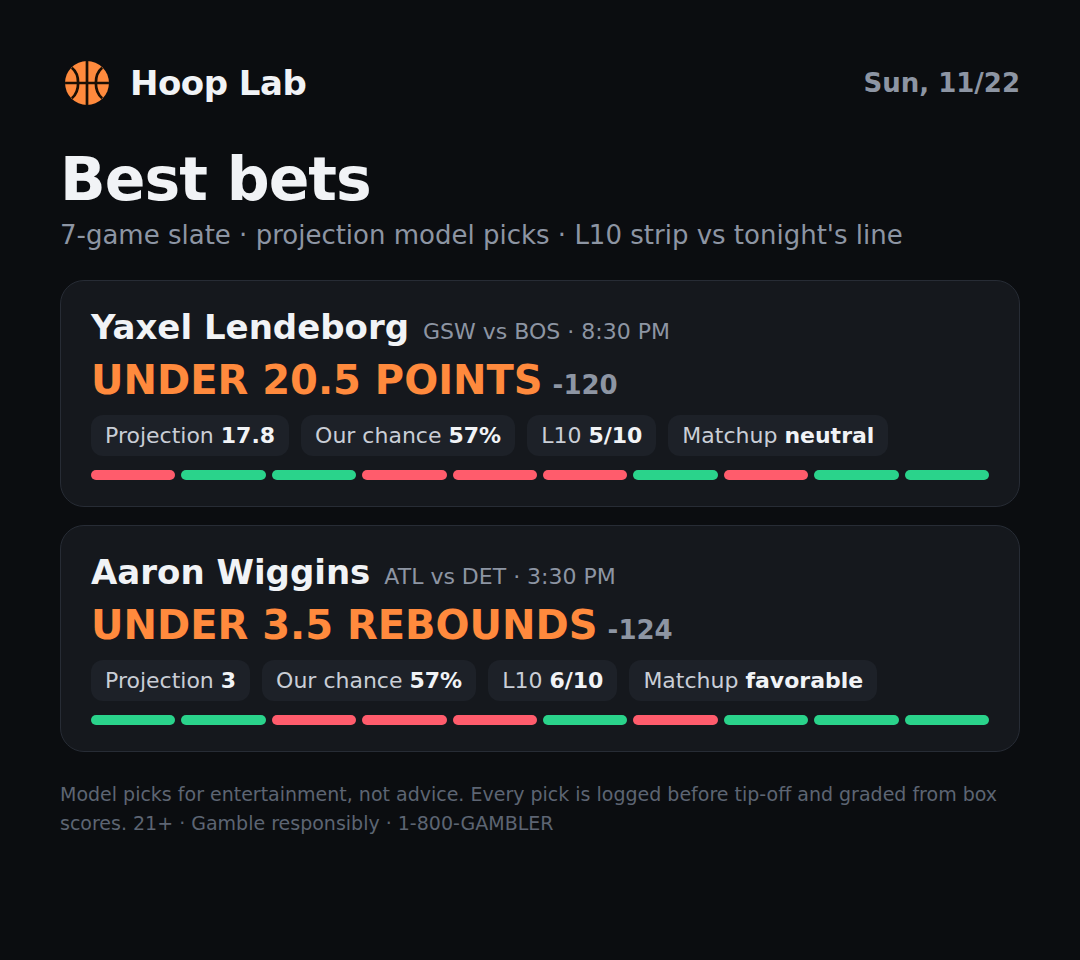 Hoop Lab
Sun, 11/22
Best bets
7-game slate · projection model picks · L10 strip vs tonight's line
Yaxel Lendeborg GSW vs BOS · 8:30 PM
UNDER 20.5 POINTS -120
Projection 17.8 Our chance 57% L10 5/10 Matchup neutral
Aaron Wiggins ATL vs DET · 3:30 PM
UNDER 3.5 REBOUNDS -124
Projection 3 Our chance 57% L10 6/10 Matchup favorable
Model picks for entertainment, not advice. Every pick is logged before tip-off and graded from box
scores. 21+ · Gamble responsibly · 1-800-GAMBLER